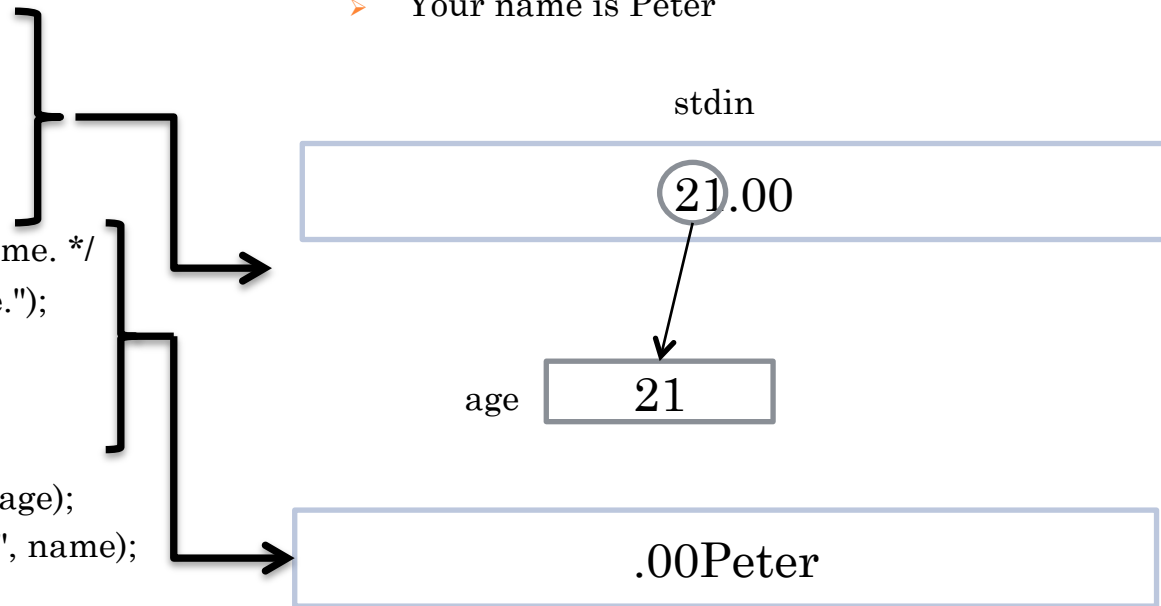 ➢ Your name is Peter
stdin
21.00
me. */
e.");
age 21
age);
", name);
.00Peter